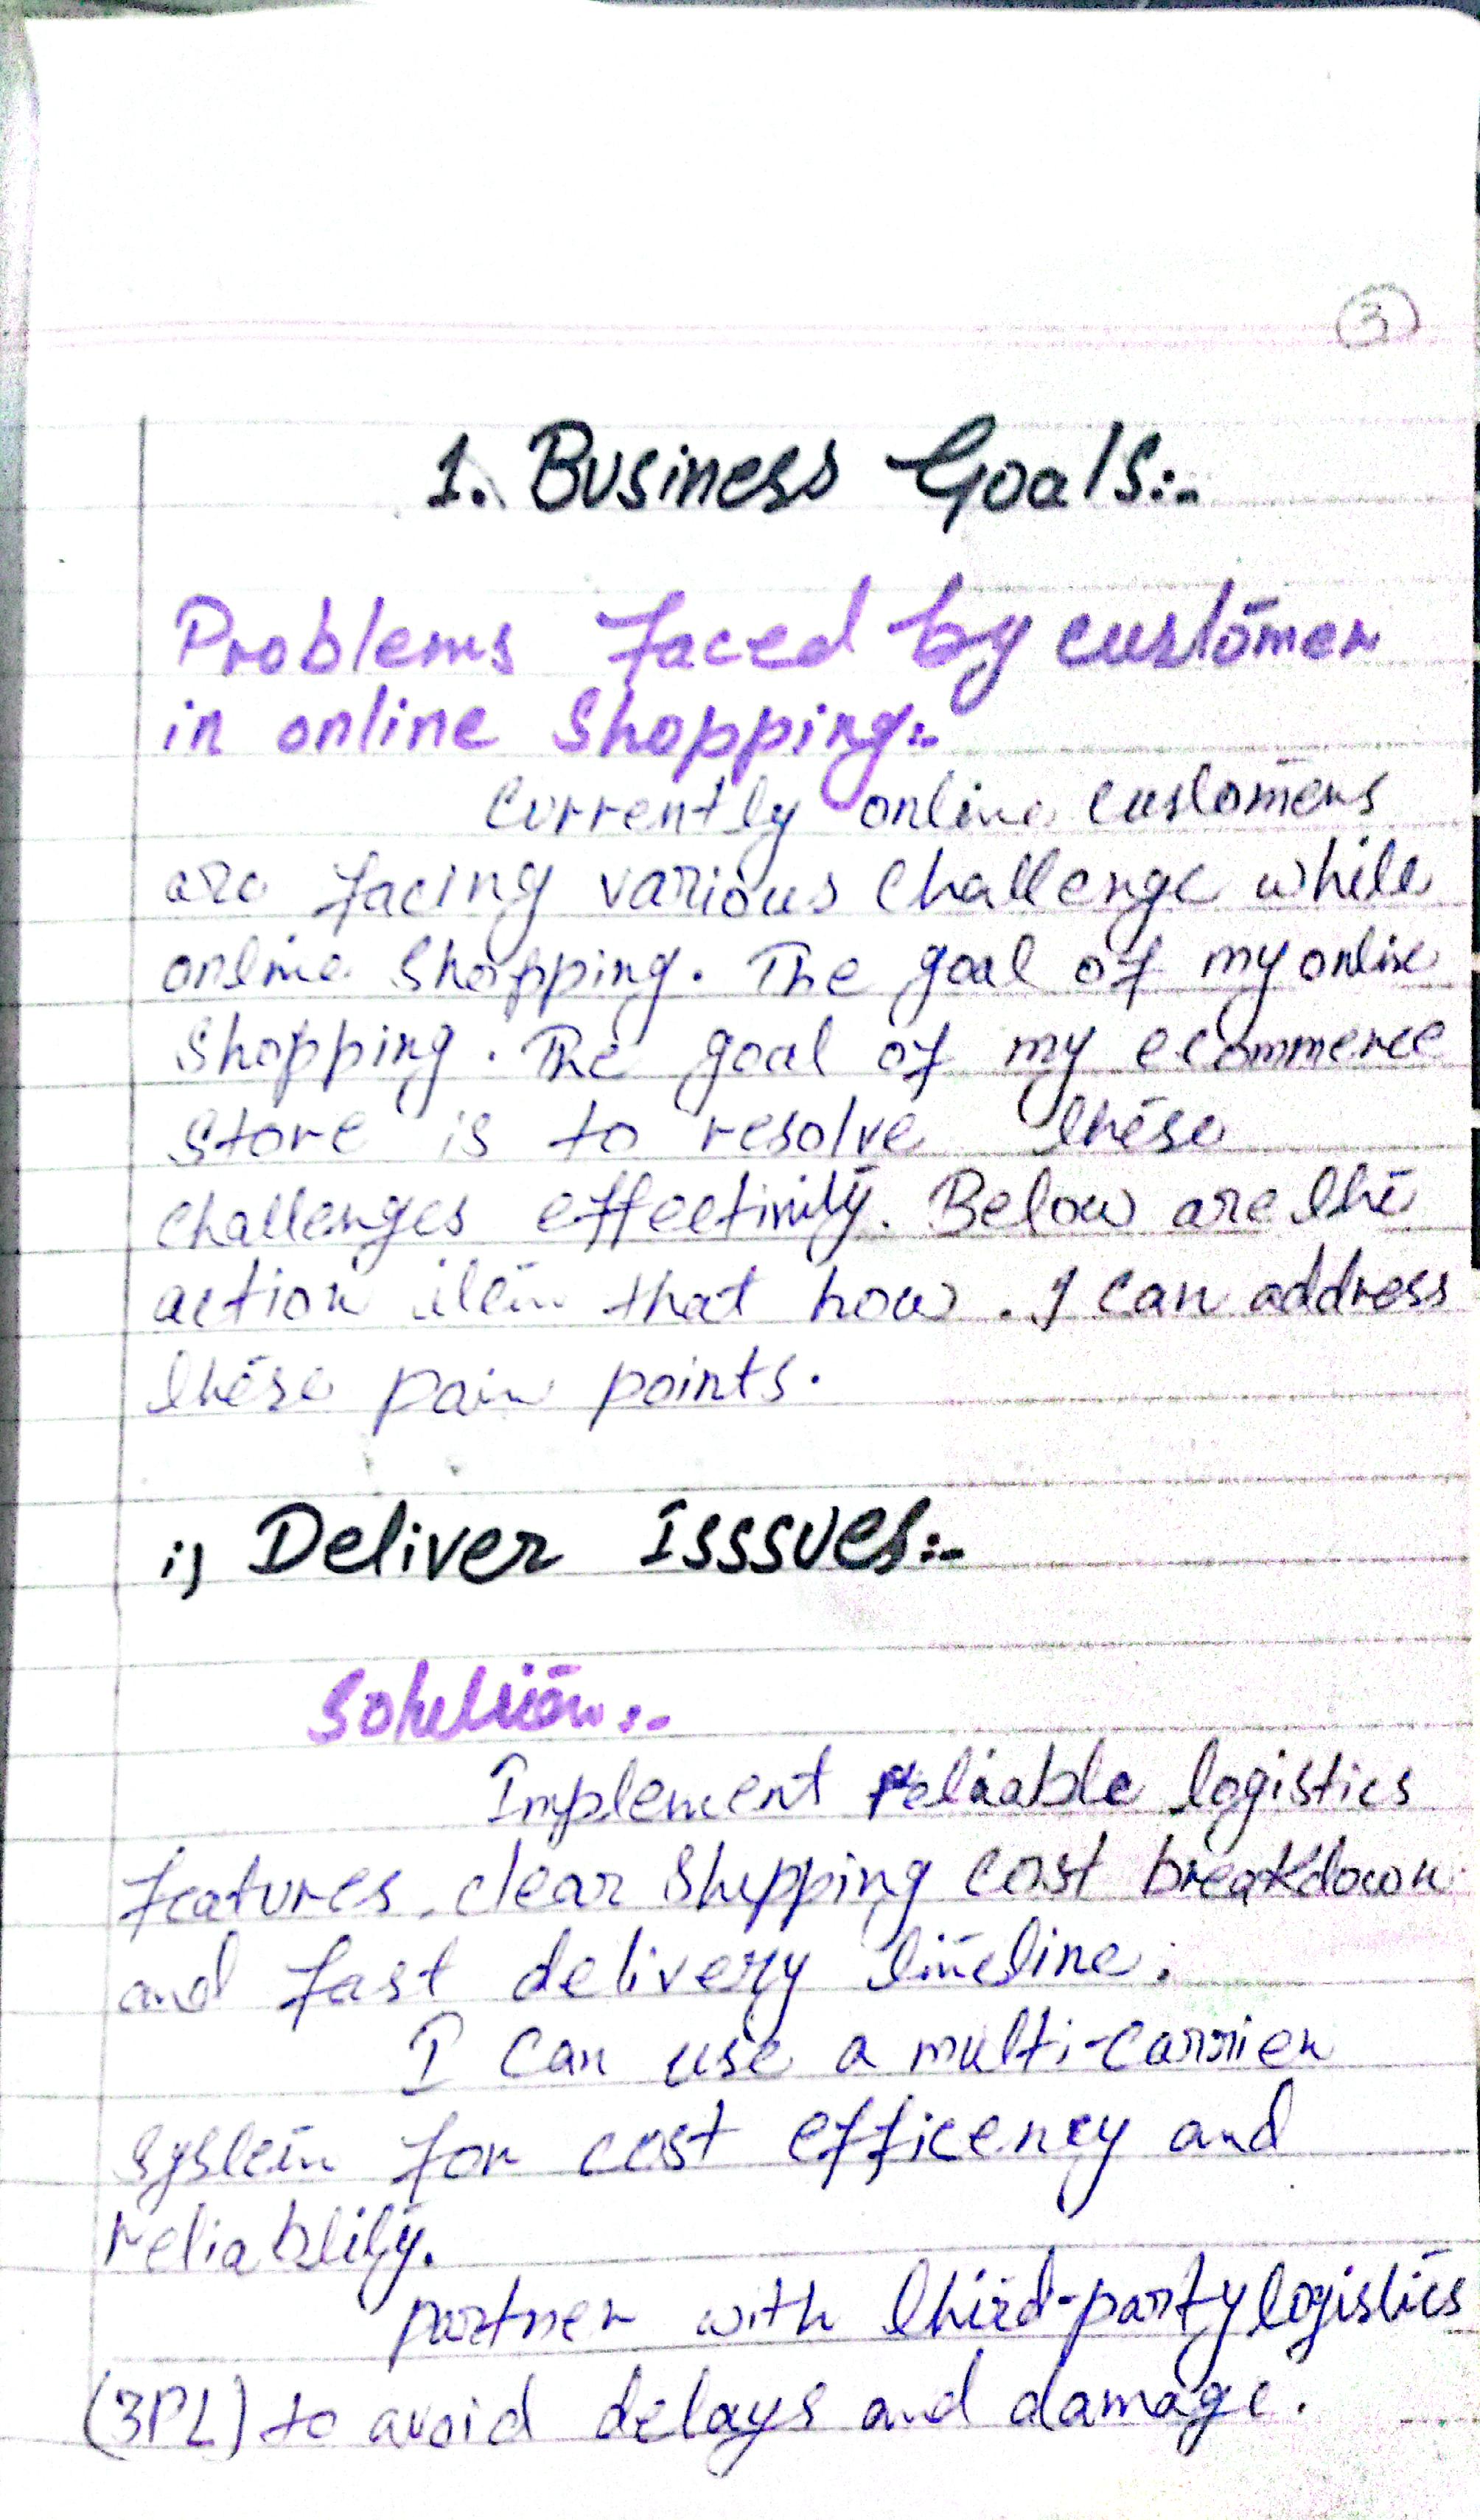 3
1. Business Goals:-
Problems faced by customer
in online Shopping:-
Currently online customers
are facing various challenge while
online shopping. The goal of my online
shopping. The goal of my ecommerce
store is to resolve these
challenges effectivily. Below are the
action item that how. I can address
these pain points.
i) Deliver Isssues:-
Solution:-
Implement reliable logistics
features, clear shipping cost breakdown
and fast delivery timeline.
I can use a multi-carrier
system for cost efficency and
reliablility.
partner with third-party logistics
(3PL) to avoid delays and damage.